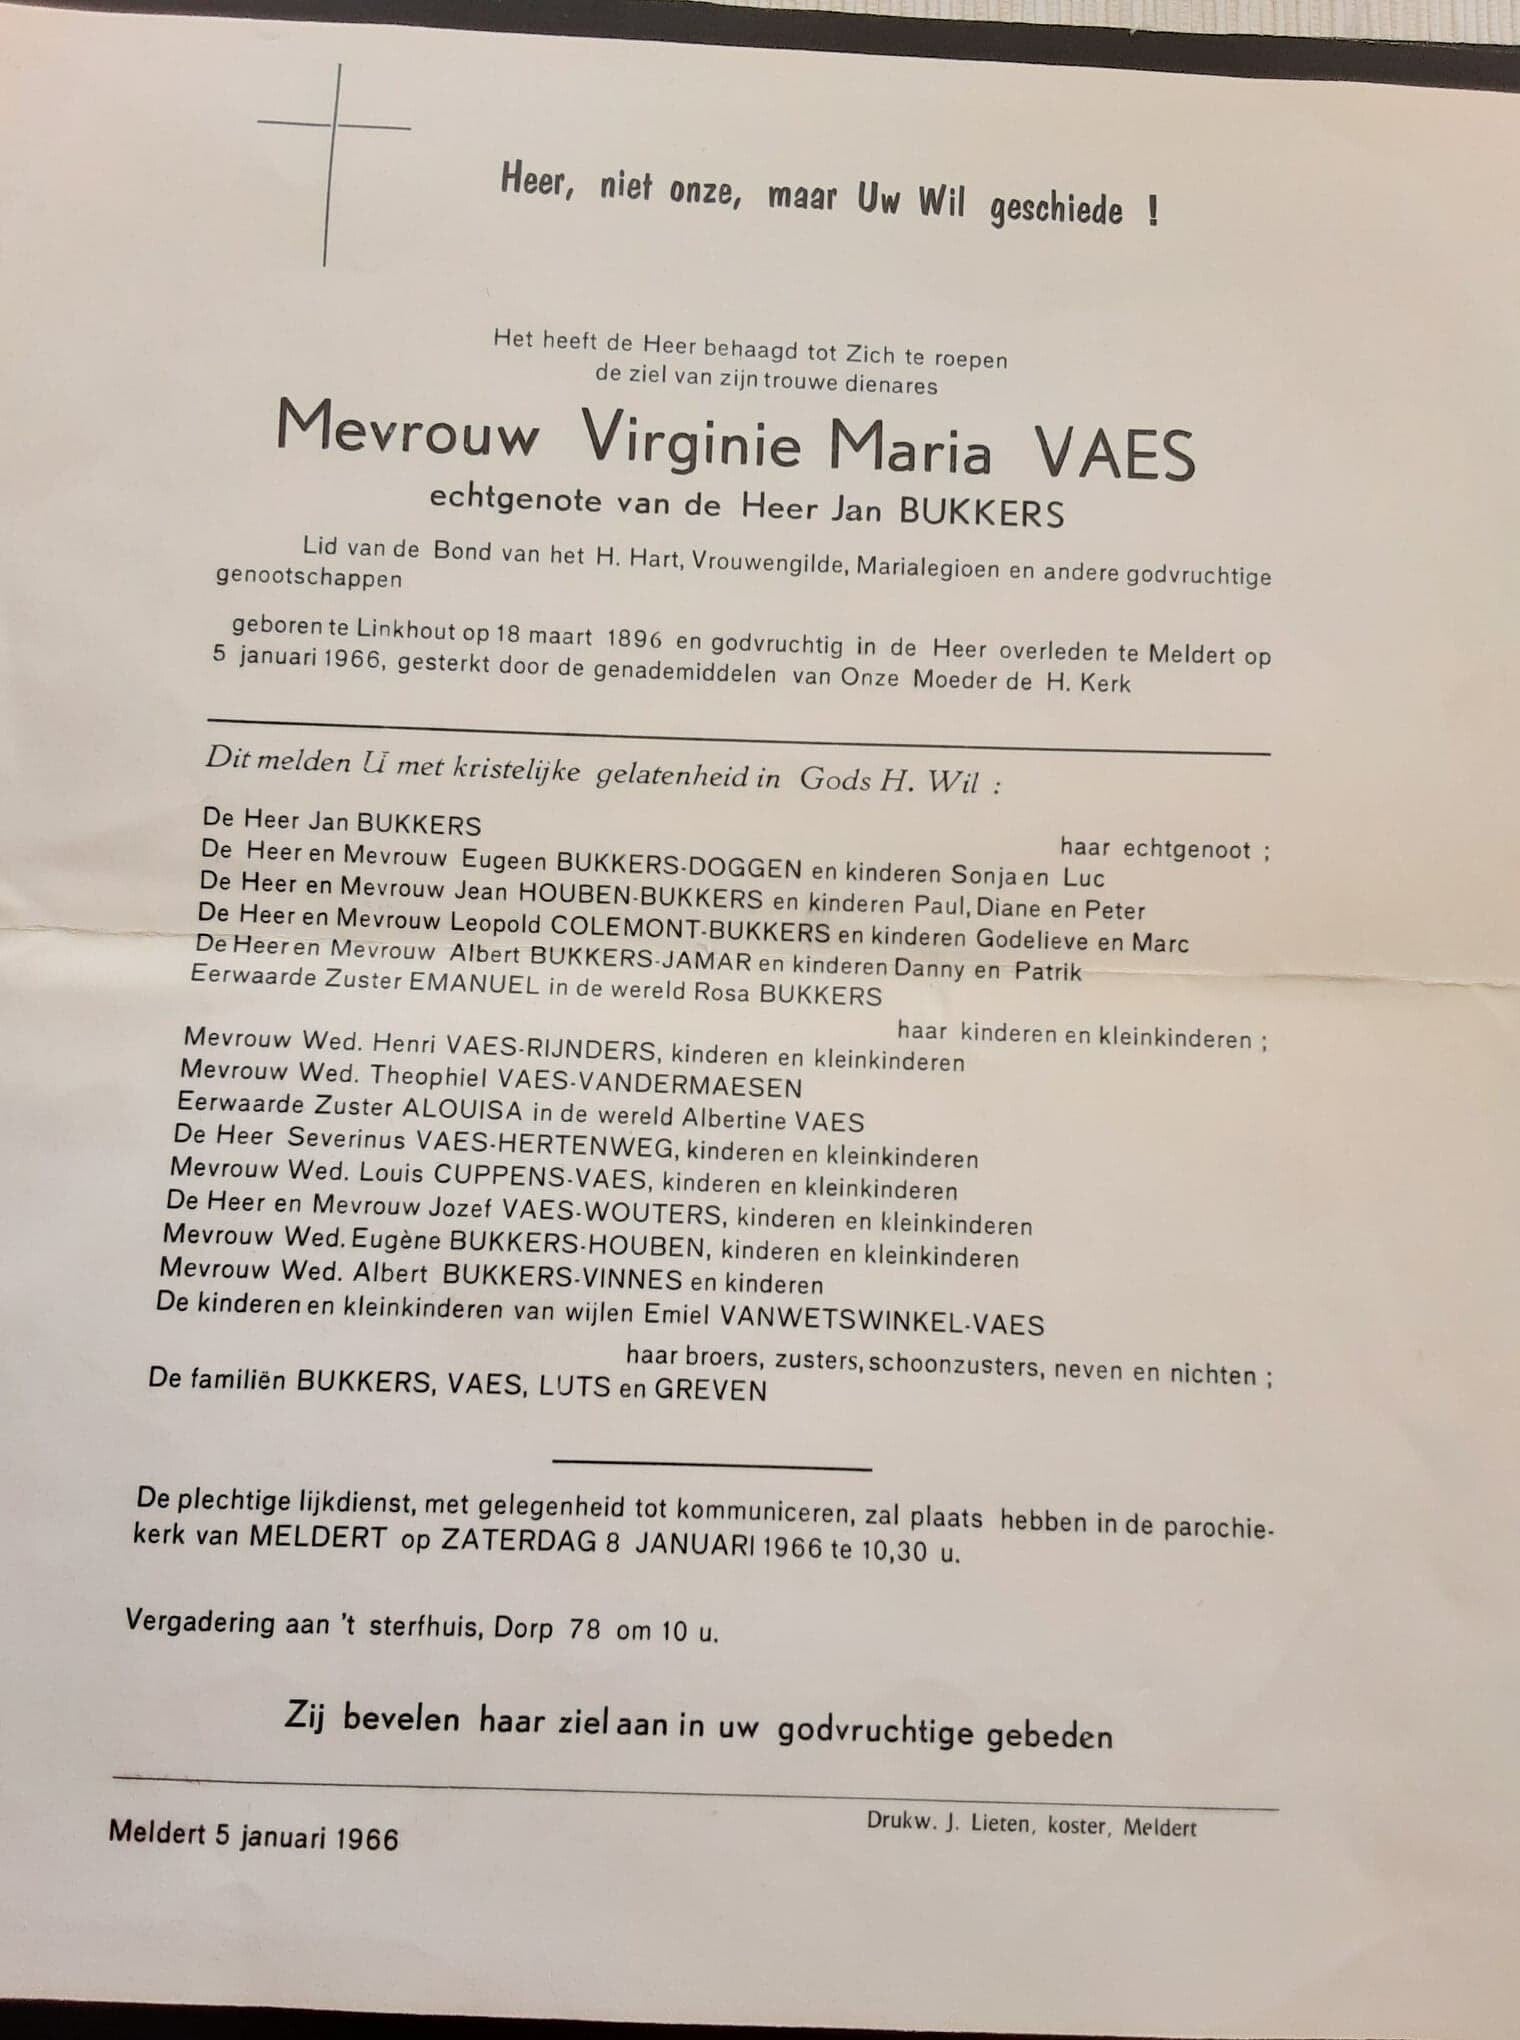 Heer, niet onze, maar Uw Wil geschiede !
Het heeft de Heer behaagd tot Zich te roepen
de ziel van zijn trouwe dienares
Mevrouw Virginie Maria VAES
echtgenote van de Heer Jan BUKKERS
Lid van de Bond van het H. Hart, Vrouwengilde, Marialegioen en andere godvruchtige
genootschappen
geboren te Linkhout op 18 maart 1896 en godvruchtig in de Heer overleden te Meldert op
5 januari 1966, gesterkt door de genademiddelen van Onze Moeder de H. Kerk
Dit melden U met kristelijke gelatenheid in Gods H. Wil :
De Heer Jan BUKKERS
haar echtgenoot ;
De Heer en Mevrouw Eugeen BUKKERS-DOGGEN en kinderen Sonja en Luc
De Heer en Mevrouw Jean HOUBEN-BUKKERS en kinderen Paul, Diane en Peter
De Heer en Mevrouw Leopold COLEMONT-BUKKERS en kinderen Godelieve en Marc
De Heer en Mevrouw Albert BUKKERS-JAMAR en kinderen Danny en Patrik
Eerwaarde Zuster EMANUEL in de wereld Rosa BUKKERS
haar kinderen en kleinkinderen ;
Mevrouw Wed. Henri VAES-RIJNDERS, kinderen en kleinkinderen
Mevrouw Wed. Theophiel VAES-VANDERMAESEN
Eerwaarde Zuster ALOUISA in de wereld Albertine VAES
De Heer Severinus VAES-HERTENWEG, kinderen en kleinkinderen
Mevrouw Wed. Louis CUPPENS-VAES, kinderen en kleinkinderen
De Heer en Mevrouw Jozef VAES-WOUTERS, kinderen en kleinkinderen
Mevrouw Wed. Eugène BUKKERS-HOUBEN, kinderen en kleinkinderen
Mevrouw Wed. Albert BUKKERS-VINNES en kinderen
De kinderen en kleinkinderen van wijlen Emiel VANWETSWINKEL-VAES
haar broers, zusters, schoonzusters, neven en nichten ;
De familiën BUKKERS, VAES, LUTS en GREVEN
De plechtige lijkdienst, met gelegenheid tot kommuniceren, zal plaats hebben in de parochie-
kerk van MELDERT op ZATERDAG 8 JANUARI 1966 te 10,30 u.
Vergadering aan 't sterfhuis, Dorp 78 om 10 u.
Zij bevelen haar ziel aan in uw godvruchtige gebeden
Meldert 5 januari 1966
Drukw. J. Lieten, koster, Meldert